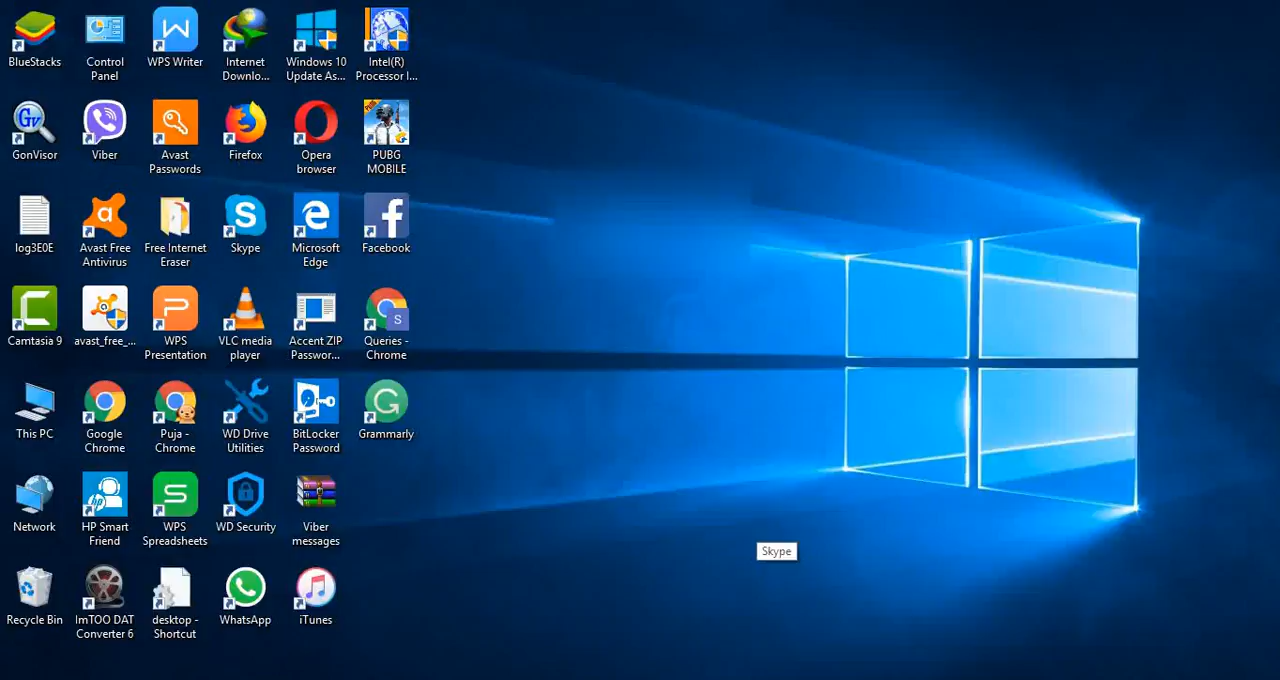 BlueStacks
Control
Panel
WPS Writer
Internet
Downlo...
Windows 10
Update As...
Intel(R)
Processor I...
Gv
GonVisor
Viber
Avast
Passwords
Firefox
Opera
browser
PUBG
PUBG
MOBILE
log3E0E
a
Avast Free
Antivirus
Free Internet
Eraser
S
Skype
e
Microsoft
Edge
f
Facebook
C
Camtasia 9
avast_free_...
P
WPS
Presentation
VLC media
player
Accent ZIP
Passwor...
S
Queries -
Chrome
This PC
Google
Chrome
Puja -
Chrome
WD Drive
Utilities
BitLocker
Password
G
Grammarly
Network
hp
HP Smart
Friend
S
WPS
Spreadsheets
WD Security
Viber
messages
Skype
Recycle Bin
ImTOO DAT
Converter 6
desktop -
Shortcut
WhatsApp
iTunes